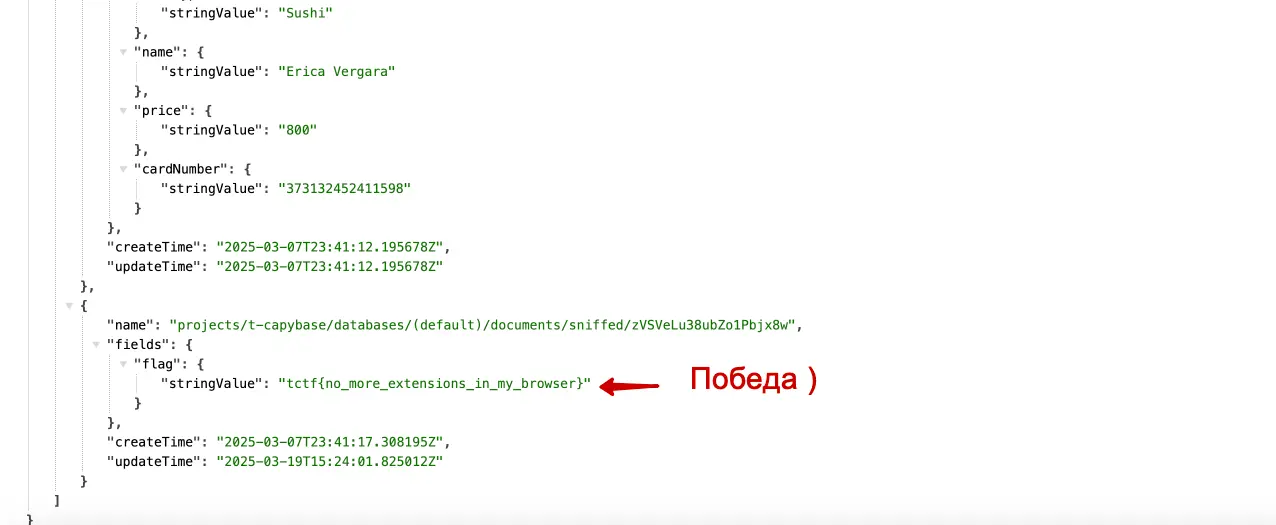 "stringValue": "Sushi"
},
"name": {
"stringValue": "Erica Vergara"
},
"price": {
"stringValue": "800"
},
"cardNumber": {
"stringValue": "373132452411598"
}
},
"createTime": "2025-03-07T23:41:12.195678Z",
"updateTime": "2025-03-07T23:41:12.195678Z"
},
{
"name": "projects/t-capybase/databases/(default)/documents/sniffed/zVSVeLu38ubZo1Pbjx8w",
"fields": {
"flag": {
"stringValue": "tctf{no_more_extensions_in_my_browser}" Победа )
}
},
"createTime": "2025-03-07T23:41:17.308195Z",
"updateTime": "2025-03-19T15:24:01.825012Z"
}
]
}